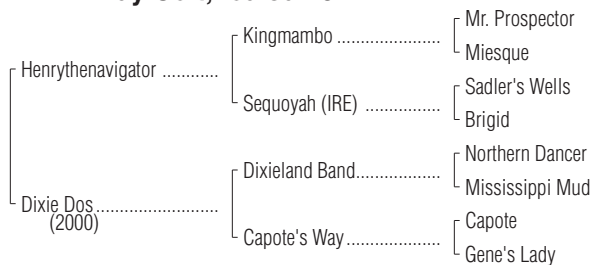 Kingmambo ..................
Mr. Prospector
Miesque
Henrythenavigator ............
Sequoyah (IRE) .................
Sadler's Wells
Brigid
Dixieland Band...................
Northern Dancer
Mississippi Mud
Dixie Dos..........................
(2000)
Capote's Way....................
Capote
Gene's Lady